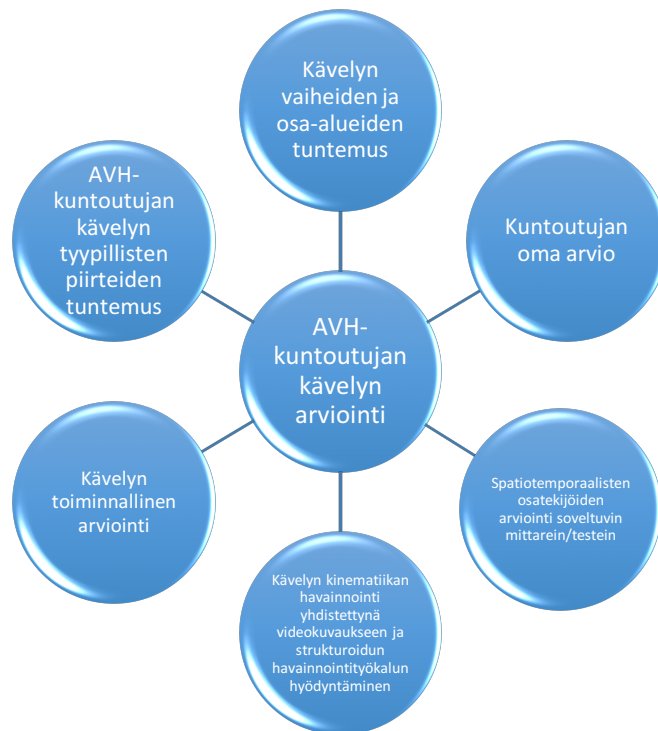 Kävelyn
vaiheiden ja
osa-alueiden
tuntemus
AVH-
kuntoutujan
kävelyn
tyypillisten
piirteiden
tuntemus
Kuntoutujan
oma arvio
AVH-
kuntoutujan
kävelyn
arviointi
Kävelyn
toiminnallinen
arviointi
Spatiotemporaalisten
osatekijöiden
arviointi soveltuvin
mittarein/testein
Kävelyn kinematiikan
havainnointi
yhdistettynä
videokuvaukseen ja
strukturoidun
havainnointityökalun
hyödyntäminen